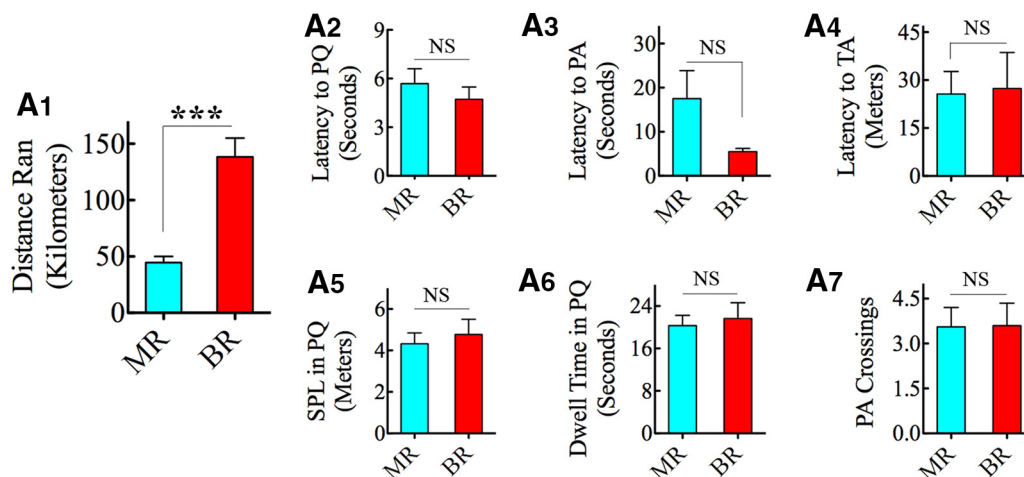 A1
Distance Ran
(Kilometers)
150
100
50
0
***
MR
BR
A2
Latency to PQ
(Seconds)
9
6
3
0
NS
MR
BR
A3
Latency to PA
(Seconds)
30
20
10
0
NS
MR
BR
A4
Latency to TA
(Meters)
45
30
15
0
NS
MR
BR
A5
SPL in PQ
(Meters)
6
4
2
0
NS
MR
BR
A6
Dwell Time in PQ
(Seconds)
24
16
8
0
NS
MR
BR
A7
PA Crossings
4.5
3.0
1.5
0.0
NS
MR
BR